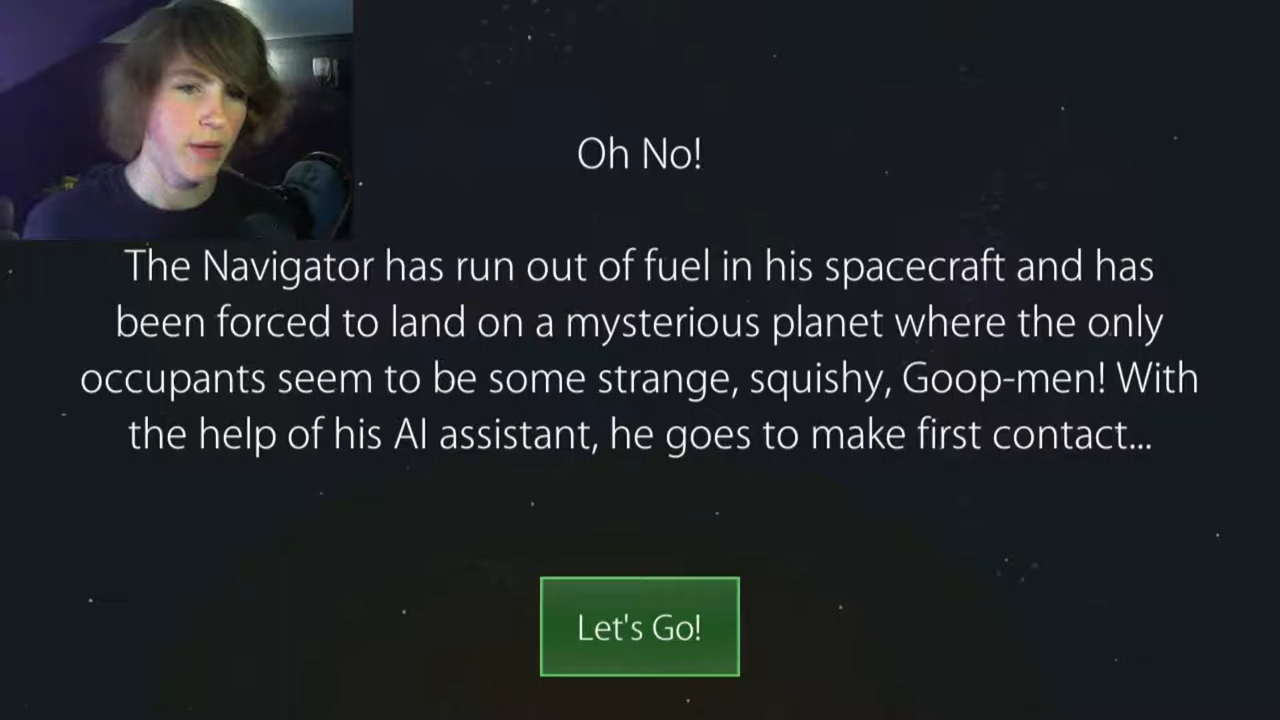 Oh No!
The Navigator has run out of fuel in his spacecraft and has
been forced to land on a mysterious planet where the only
occupants seem to be some strange, squishy, Goop-men! With
the help of his AI assistant, he goes to make first contact...
Let's Go!